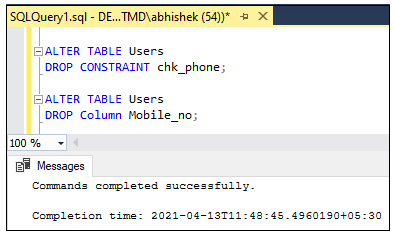 SQLQuery1.sql - DE...TMD\abhishek (54))*
ALTER TABLE Users
DROP CONSTRAINT chk_phone;
ALTER TABLE Users
DROP Column Mobile_no;
100 %
Messages
Commands completed successfully.
Completion time: 2021-04-13T11:48:45.4960190+05:30